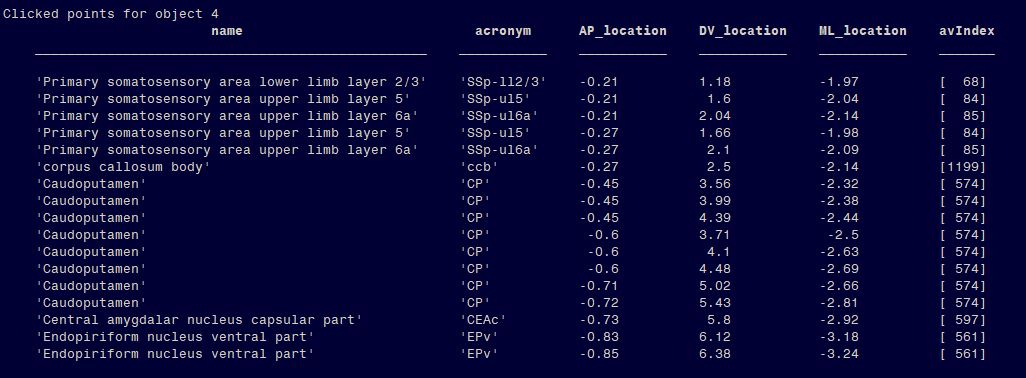 Clicked points for object 4
name acronym AP_location DV_location ML_location avIndex
'Primary somatosensory area lower limb layer 2/3' 'SSp-ll2/3' -0.21 1.18 -1.97 [ 68]
'Primary somatosensory area upper limb layer 5' 'SSp-ul5' -0.21 1.6 -2.04 [ 84]
'Primary somatosensory area upper limb layer 6a' 'SSp-ul6a' -0.21 2.04 -2.14 [ 85]
'Primary somatosensory area upper limb layer 5' 'SSp-ul5' -0.27 1.66 -1.98 [ 84]
'Primary somatosensory area upper limb layer 6a' 'SSp-ul6a' -0.27 2.1 -2.09 [ 85]
'corpus callosum body' 'ccb' -0.27 2.5 -2.14 [1199]
'Caudoputamen' 'CP' -0.45 3.56 -2.32 [ 574]
'Caudoputamen' 'CP' -0.45 3.99 -2.38 [ 574]
'Caudoputamen' 'CP' -0.45 4.39 -2.44 [ 574]
'Caudoputamen' 'CP' -0.6 3.71 -2.5 [ 574]
'Caudoputamen' 'CP' -0.6 4.1 -2.63 [ 574]
'Caudoputamen' 'CP' -0.6 4.48 -2.69 [ 574]
'Caudoputamen' 'CP' -0.71 5.02 -2.66 [ 574]
'Caudoputamen' 'CP' -0.72 5.43 -2.81 [ 574]
'Central amygdalar nucleus capsular part' 'CEAc' -0.73 5.8 -2.92 [ 597]
'Endopiriform nucleus ventral part' 'EPv' -0.83 6.12 -3.18 [ 561]
'Endopiriform nucleus ventral part' 'EPv' -0.85 6.38 -3.24 [ 561]